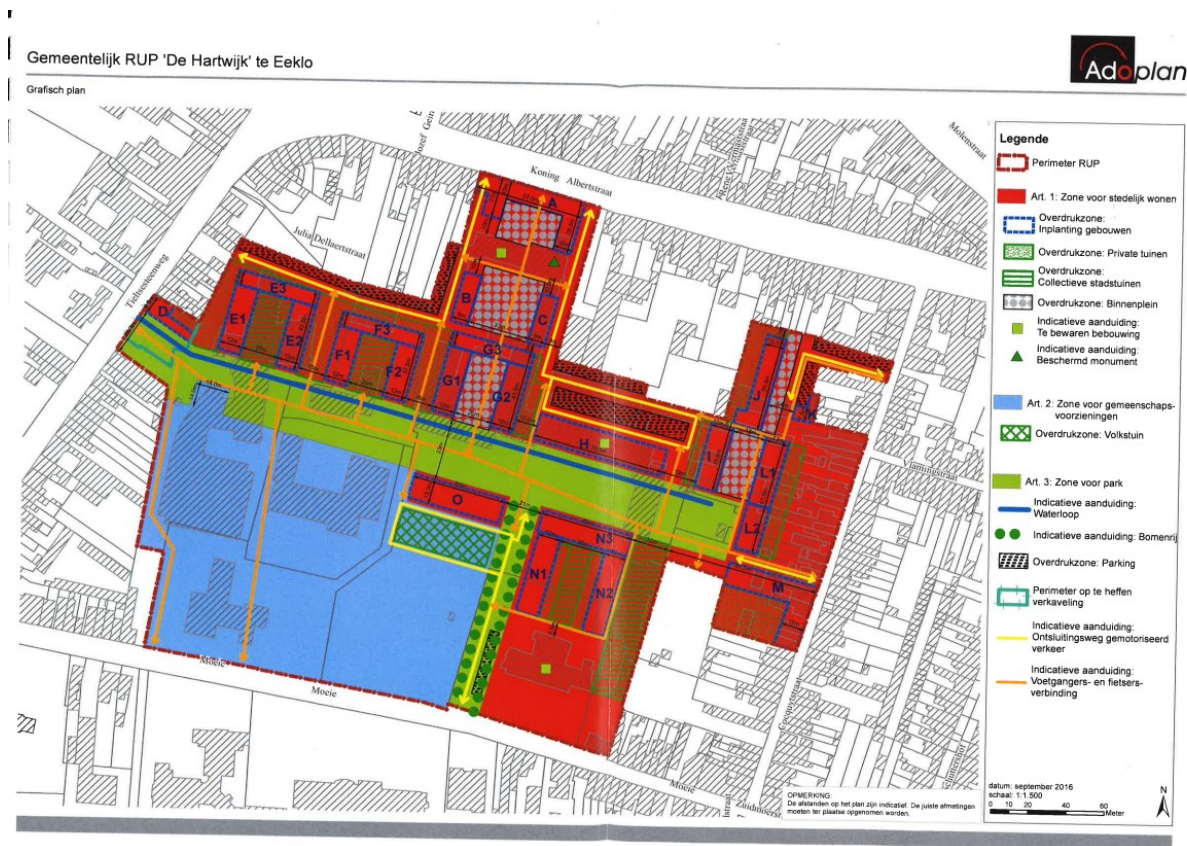 Gemeentelijk RUP 'De Hartwijk' te Eeklo
Adoplan
Grafisch plan
Jozef Gein
Koning Albertstraat
Molenstraat
Julia Dellaertstraat
Tieltsesteenweg
Vlamingstraat
Cocquytstraat
Moeie
Moeie
Moeie
Zuidmoerstr
A
B
C
D
E1
E2
E3
F1
F2
F3
G1
G2
G3
H
I
J
K
L1
L2
M
N1
N2
N3
O
Legende
Perimeter RUP
Art. 1: Zone voor stedelijk wonen
Overdrukzone:
Inplanting gebouwen
Overdrukzone: Private tuinen
Overdrukzone:
Collectieve stadstuinen
Overdrukzone: Binnenplein
Indicatieve aanduiding:
Te bewaren bebouwing
Indicatieve aanduiding:
Beschermd monument
Art. 2: Zone voor gemeenschaps-
voorzieningen
Overdrukzone: Volkstuin
Art. 3: Zone voor park
Indicatieve aanduiding:
Waterloop
Indicatieve aanduiding: Bomenrij
Overdrukzone: Parking
Perimeter op te heffen
verkaveling
Indicatieve aanduiding:
Ontsluitingsweg gemotoriseerd
verkeer
Indicatieve aanduiding:
Voetgangers- en fietsers-
verbinding
OPMERKING:
De afstanden op het plan zijn indicatief. De juiste afmetingen
moeten ter plaatse opgenomen worden.
datum: september 2016
schaal: 1:1.500
0 10 20 40 60
Meter
N